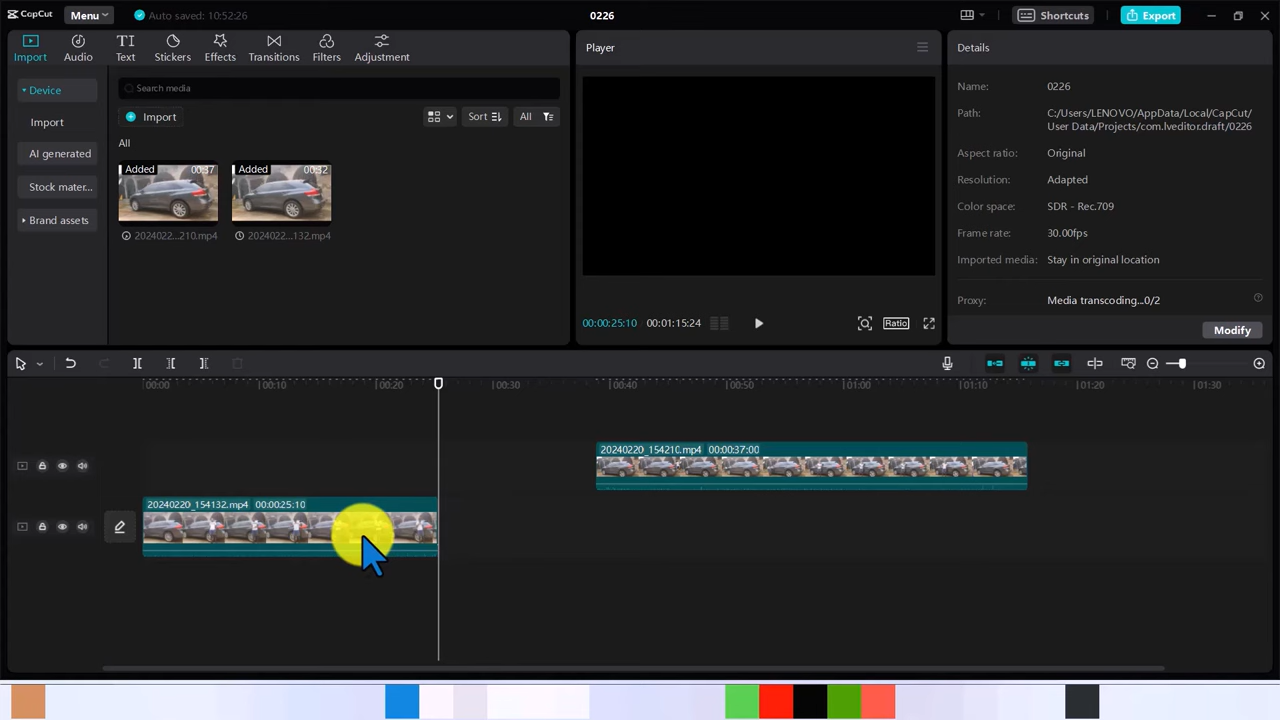 CapCut
Menu
Auto saved: 10:52:26
0226
Shortcuts
Export
Import
Audio
Text
Stickers
Effects
Transitions
Filters
Adjustment
Device
Import
AI generated
Stock mater...
Brand assets
Search media
Import
Sort
All
All
Added
00:37
2024022...210.mp4
Added
00:32
2024022...132.mp4
Player
00:00:25:10
00:01:15:24
Ratio
Details
Name:
0226
Path:
C:/Users/LENOVO/AppData/Local/CapCut/
User Data/Projects/com.lveditor.draft/0226
Aspect ratio:
Original
Resolution:
Adapted
Color space:
SDR - Rec.709
Frame rate:
30.00fps
Imported media:
Stay in original location
Proxy:
Media transcoding...0/2
Modify
00:00
00:10
00:20
00:30
00:40
00:50
01:00
01:10
01:20
01:30
20240220_154210.mp4 00:00:37:00
20240220_154132.mp4 00:00:25:10